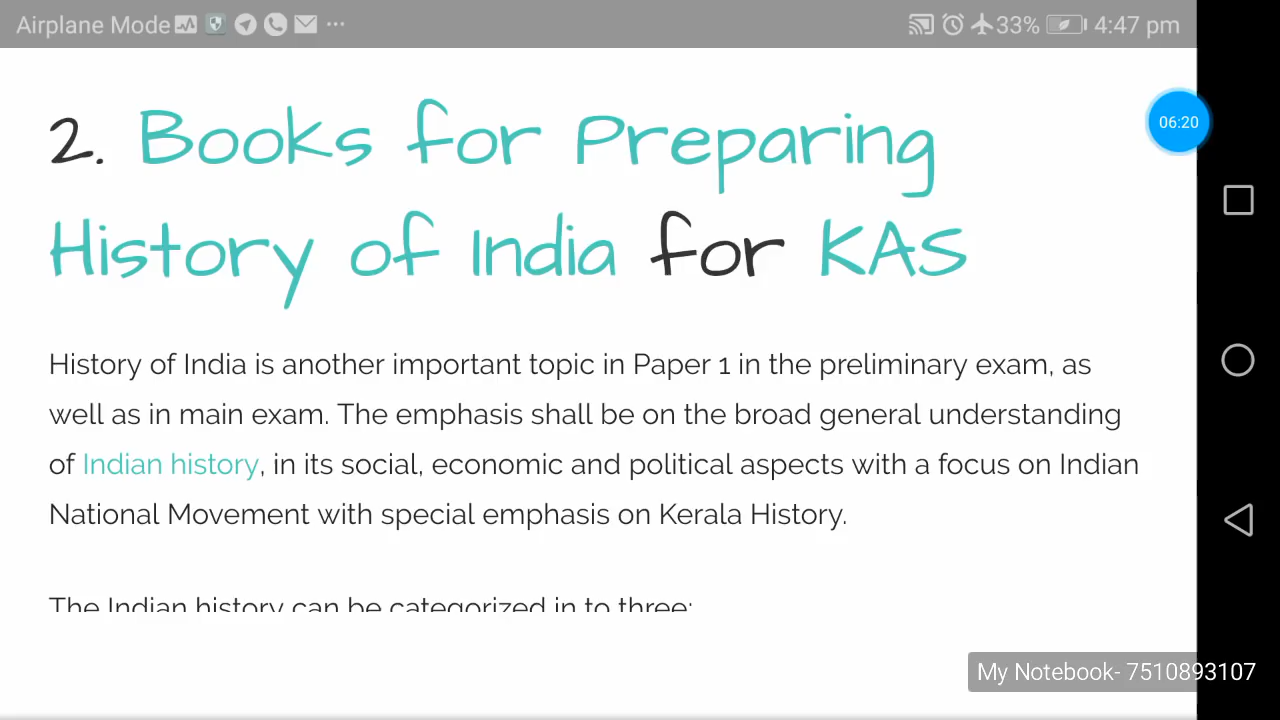 Airplane Mode ... 33% 4:47 pm
06:20
2. Books for Preparing
History of India for KAS
History of India is another important topic in Paper 1 in the preliminary exam, as
well as in main exam. The emphasis shall be on the broad general understanding
of Indian history, in its social, economic and political aspects with a focus on Indian
National Movement with special emphasis on Kerala History.
The Indian history can be categorized in to three:
My Notebook- 7510893107